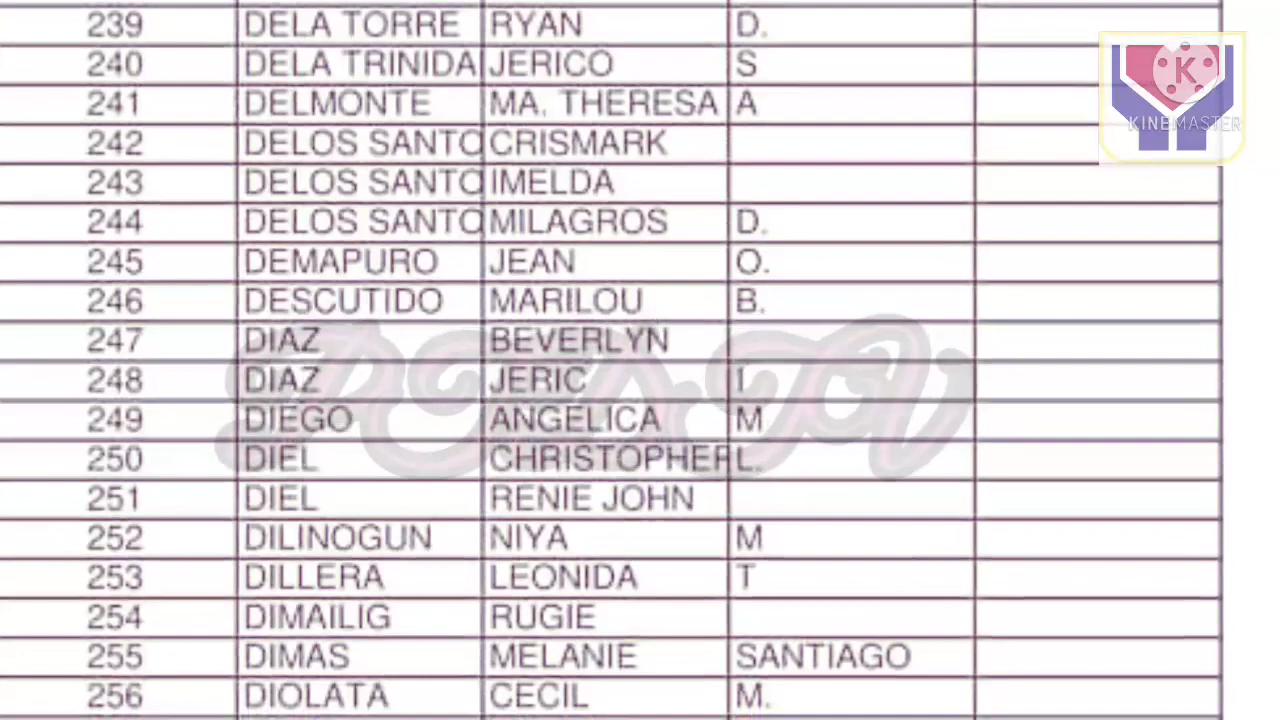 239 DELA TORRE RYAN D.
240 DELA TRINIDA JERICO S
241 DELMONTE MA. THERESA A
242 DELOS SANTO CRISMARK
243 DELOS SANTO IMELDA
244 DELOS SANTO MILAGROS D.
245 DEMAPURO JEAN O.
246 DESCUTIDO MARILOU B.
247 DIAZ BEVERLYN
248 DIAZ JERIC I
249 DIEGO ANGELICA M
250 DIEL CHRISTOPHER L.
251 DIEL RENIE JOHN
252 DILINOGUN NIYA M
253 DILLERA LEONIDA T
254 DIMAILIG RUGIE
255 DIMAS MELANIE SANTIAGO
256 DIOLATA CECIL M.
K
KINEMASTER